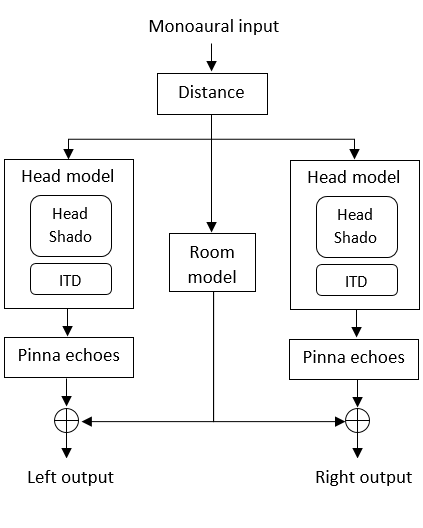 Monoaural input
Distance
Head model
Head
Shado
ITD
Pinna echoes
Left output
Room
model
Head model
Head
Shado
ITD
Pinna echoes
Right output